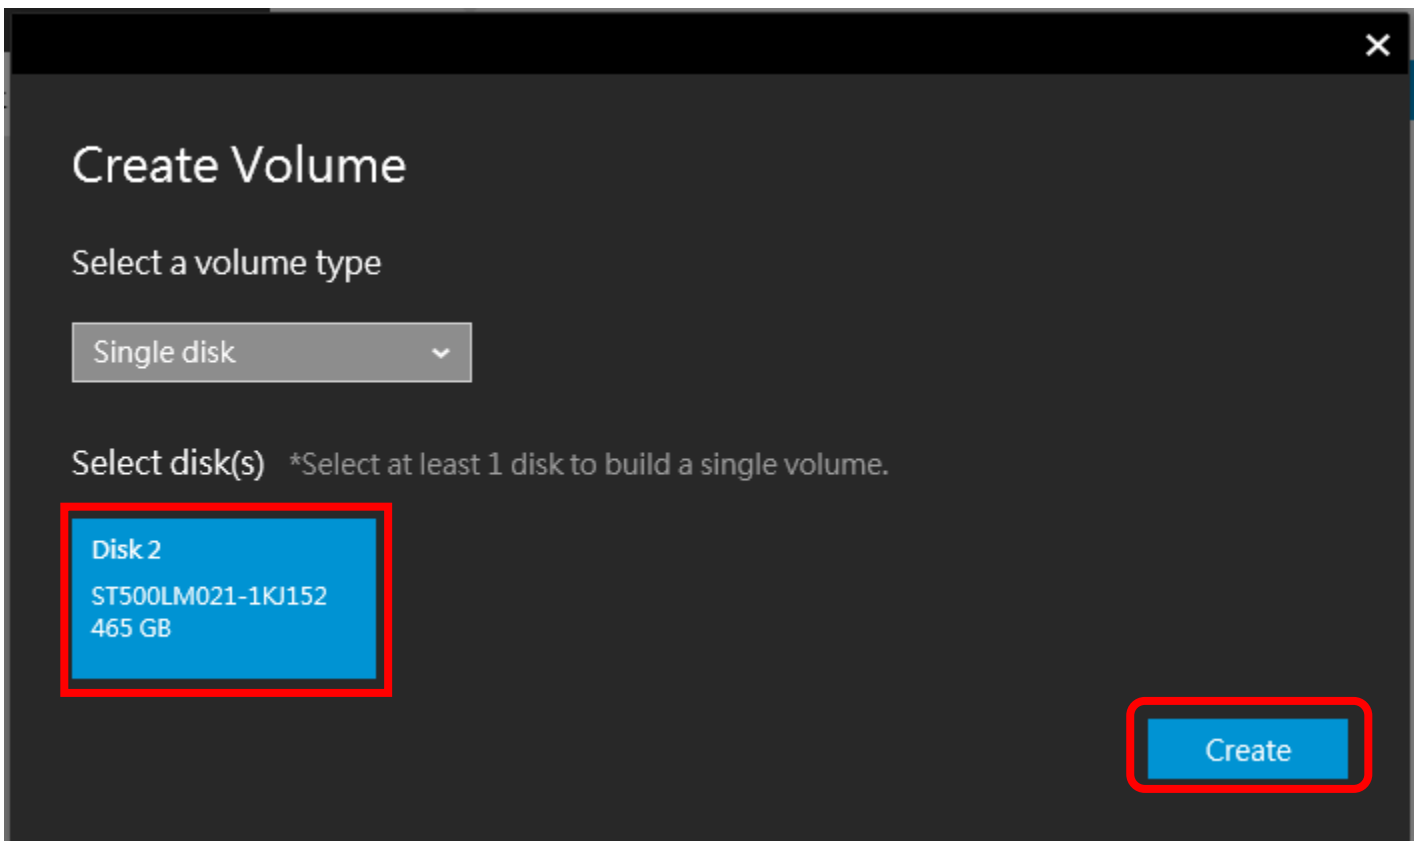 Create Volume
Select a volume type
Single disk
Select disk(s) *Select at least 1 disk to build a single volume.
Disk 2
ST500LM021-1KJ152
465 GB
Create